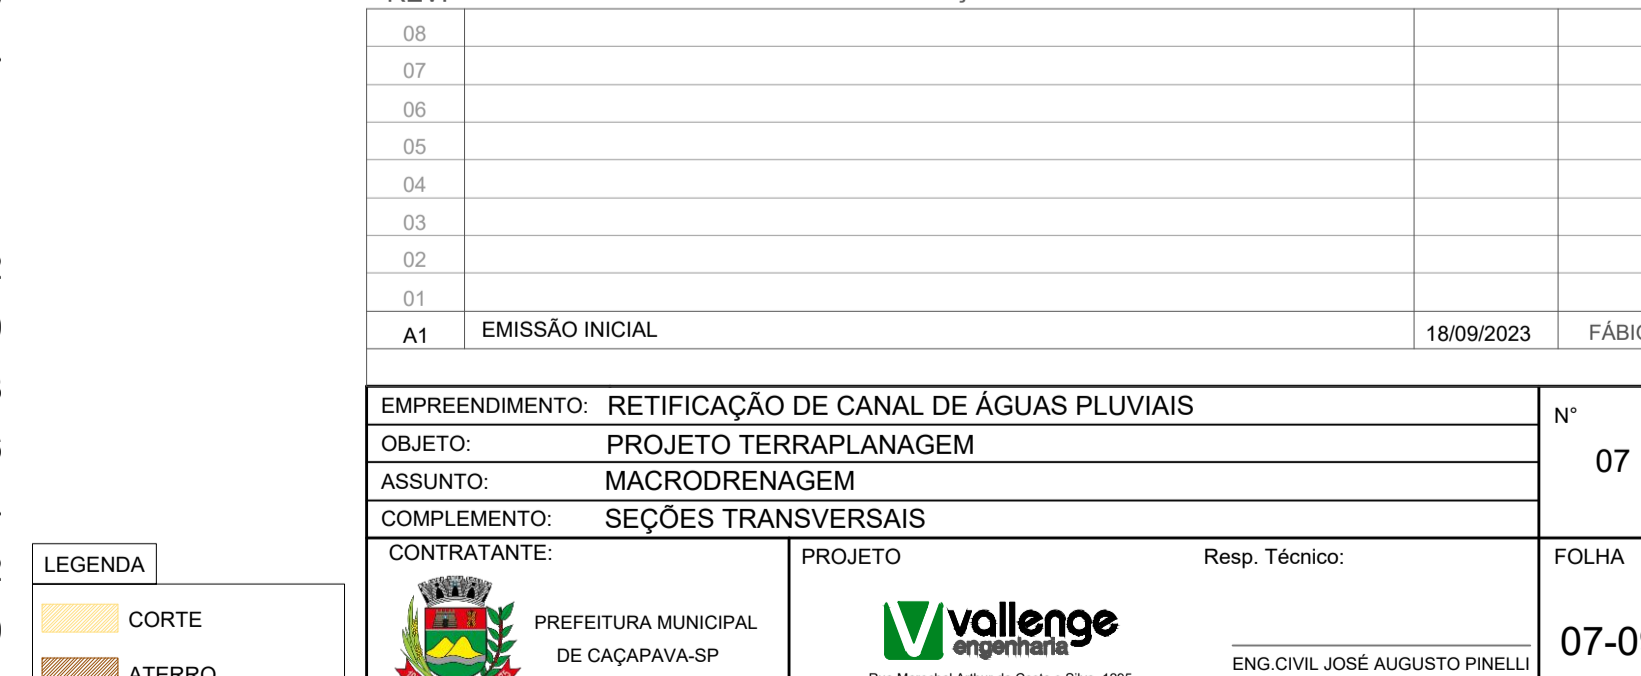 08
07
06
05
04
03
02
01
A1 EMISSÃO INICIAL 18/09/2023
EMPREENDIMENTO: RETIFICAÇÃO DE CANAL DE ÁGUAS PLUVIAIS
OBJETO: PROJETO TERRAPLANAGEM
ASSUNTO: MACRODRENAGEM
COMPLEMENTO: SEÇÕES TRANSVERSAIS
N°
07
LEGENDA
CORTE
ATERRO
CONTRATANTE:
PREFEITURA MUNICIPAL
DE CAÇAPAVA-SP
PROJETO
vallenge
engenharia
Resp. Técnico:
ENG.CIVIL JOSÉ AUGUSTO PINELLI
FOLHA